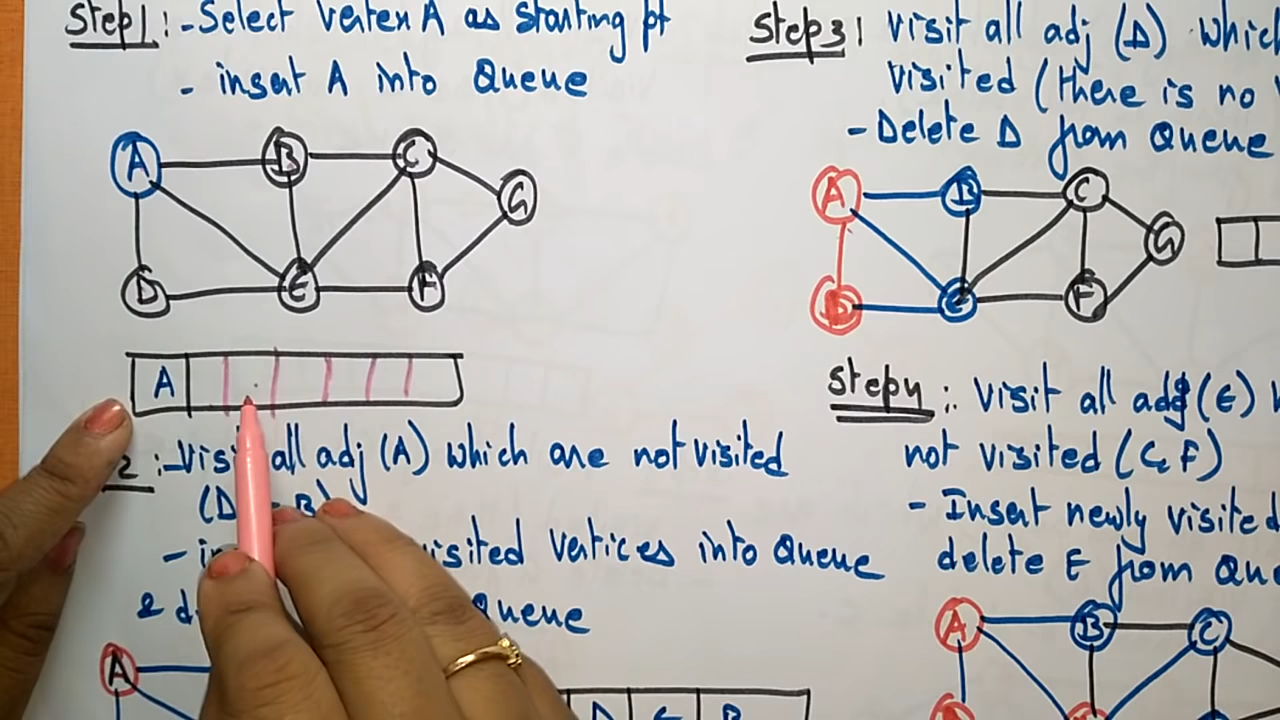 Step1:- Select vertex A as starting pt
- insert A into Queue
A B C G
D E F
A
2:- Visit all adj (A) which are not visited
(D B)
- visited vertices into Queue
& Queue
A
D E B
Step3: Visit all adj (D) which
visited (there is no
- Delete D from Queue
A B C G
D E F
Step4:. Visit all adj (E)
not visited (C, F)
- Insert newly visited
delete E from
A B C